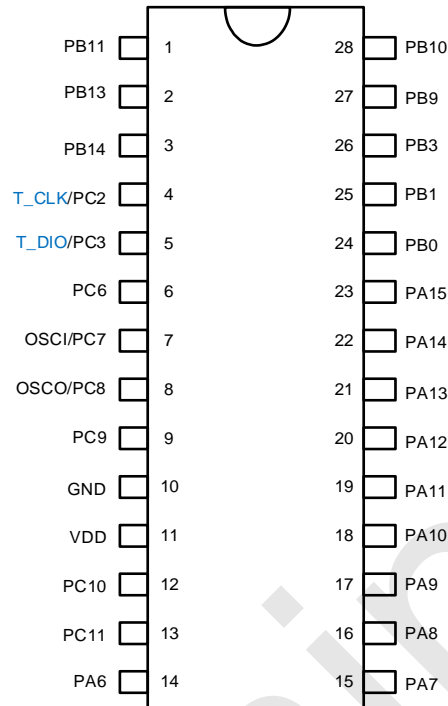 PB11 1 28 PB10
PB13 2 27 PB9
PB14 3 26 PB3
T_CLK/PC2 4 25 PB1
T_DIO/PC3 5 24 PB0
PC6 6 23 PA15
OSCI/PC7 7 22 PA14
OSCO/PC8 8 21 PA13
PC9 9 20 PA12
GND 10 19 PA11
VDD 11 18 PA10
PC10 12 17 PA9
PC11 13 16 PA8
PA6 14 15 PA7